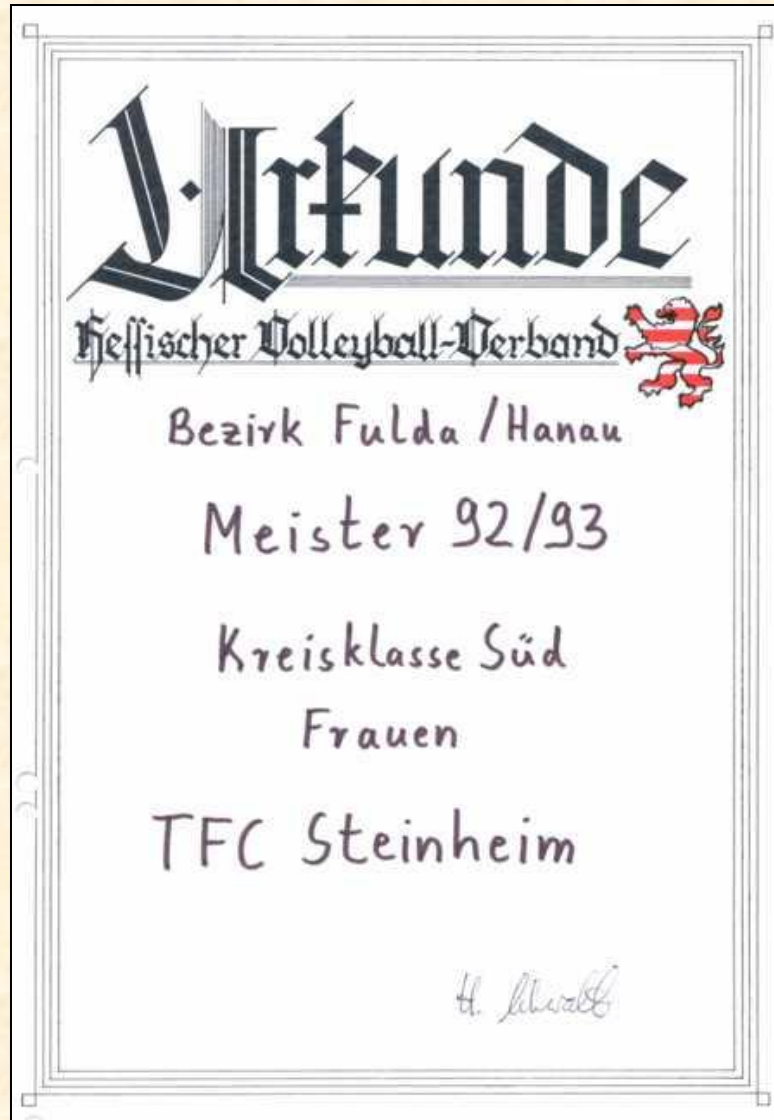 Urkunde
Hessischer Volleyball-Verband
Bezirk Fulda / Hanau
Meister 92/93
Kreisklasse Süd
Frauen
TFC Steinheim
H.